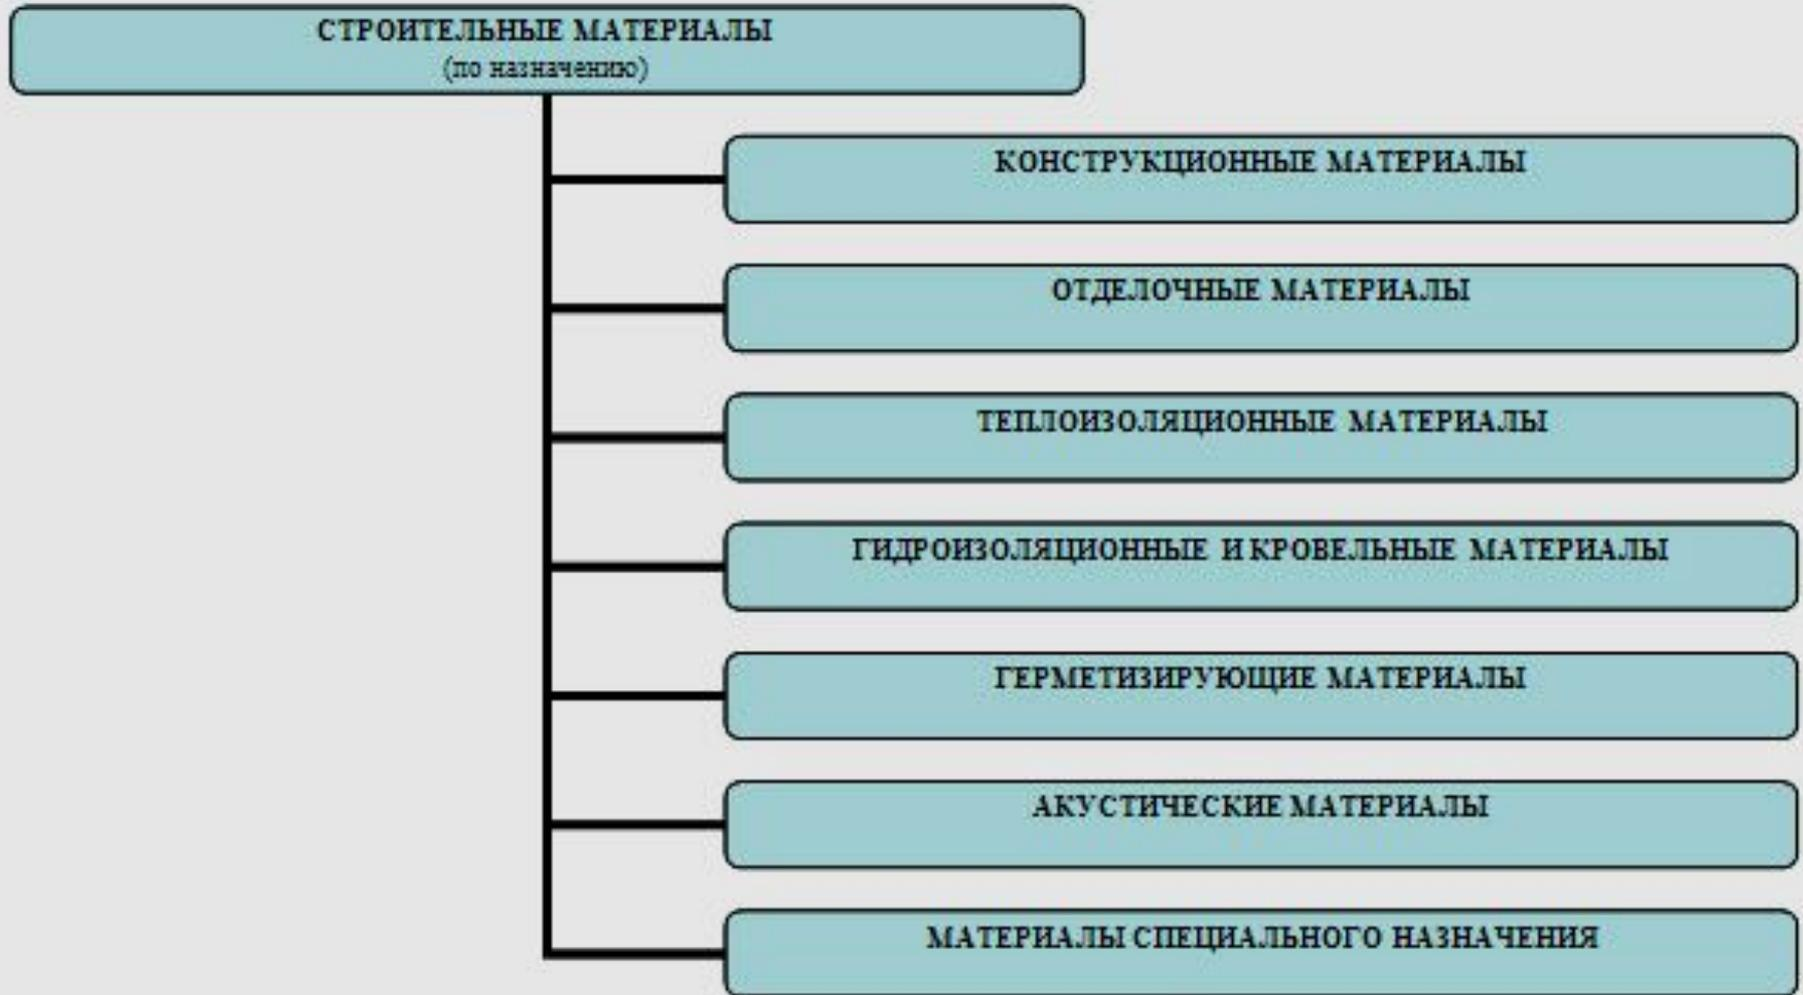 СТРОИТЕЛЬНЫЕ МАТЕРИАЛЫ
(по назначению)
КОНСТРУКЦИОННЫЕ МАТЕРИАЛЫ
ОТДЕЛОЧНЫЕ МАТЕРИАЛЫ
ТЕПЛОИЗОЛЯЦИОННЫЕ МАТЕРИАЛЫ
ГИДРОИЗОЛЯЦИОННЫЕ И КРОВЕЛЬНЫЕ МАТЕРИАЛЫ
ГЕРМЕТИЗИРУЮЩИЕ МАТЕРИАЛЫ
АКУСТИЧЕСКИЕ МАТЕРИАЛЫ
МАТЕРИАЛЫ СПЕЦИАЛЬНОГО НАЗНАЧЕНИЯ